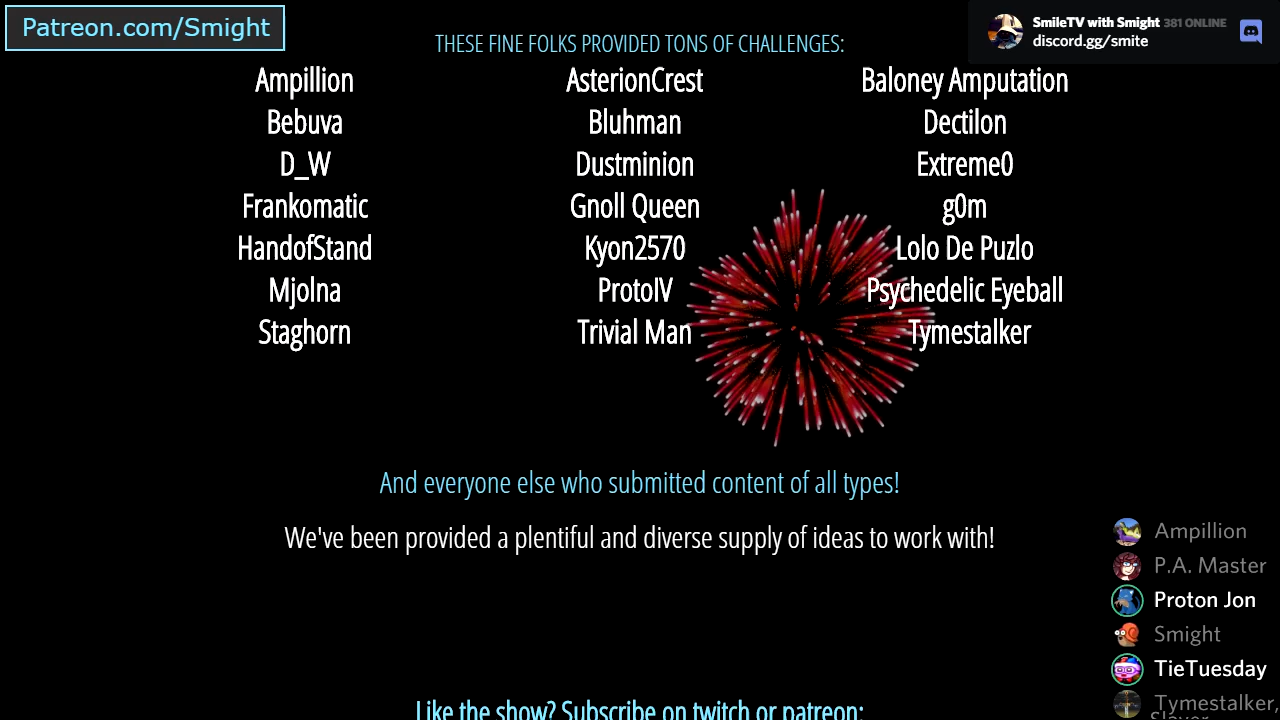 Patreon.com/Smight
SmileTV with Smight 381 ONLINE
discord.gg/smite
THESE FINE FOLKS PROVIDED TONS OF CHALLENGES:
Ampillion AsterionCrest Baloney Amputation
Bebuva Bluhman Dectilon
D_W Dustminion Extreme0
Frankomatic Gnoll Queen g0m
HandofStand Kyon2570 Lolo De Puzlo
Mjolna ProtoIV Psychedelic Eyeball
Staghorn Trivial Man Tymestalker
And everyone else who submitted content of all types!
We've been provided a plentiful and diverse supply of ideas to work with!
Ampillion
P.A. Master
Proton Jon
Smight
TieTuesday
Tymestalker,
Slayer
Like the show? Subscribe on twitch or patreon: